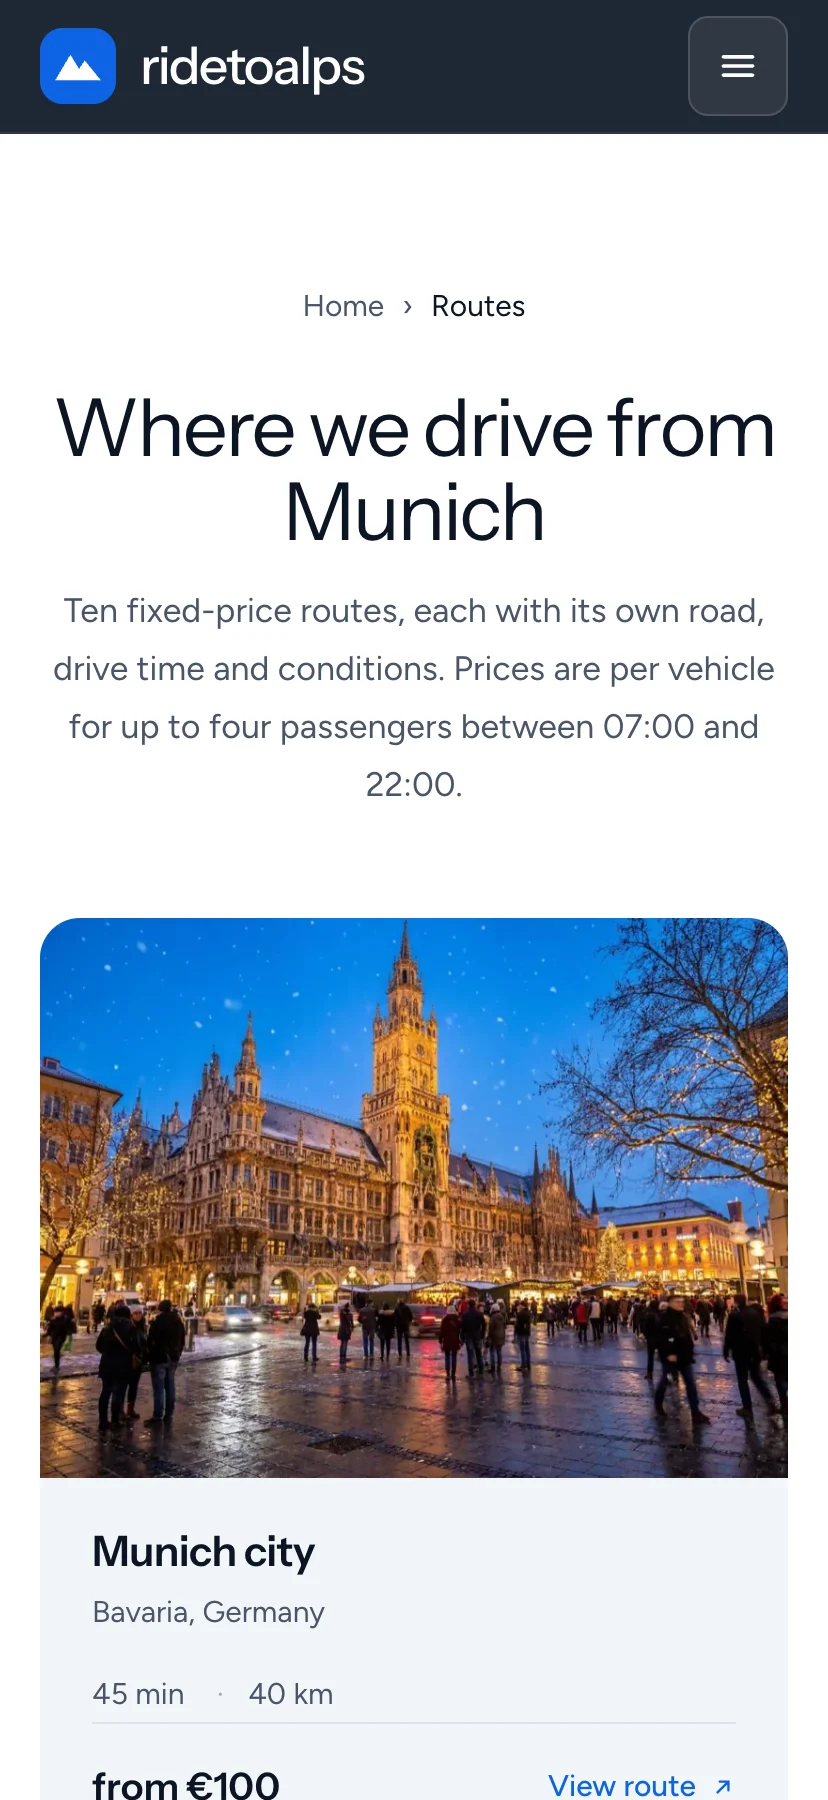 ridetoalps
Home › Routes
Where we drive from
Munich
Ten fixed-price routes, each with its own road,
drive time and conditions. Prices are per vehicle
for up to four passengers between 07:00 and
22:00.
Munich city
Bavaria, Germany
45 min · 40 km
from €100 View route ↗